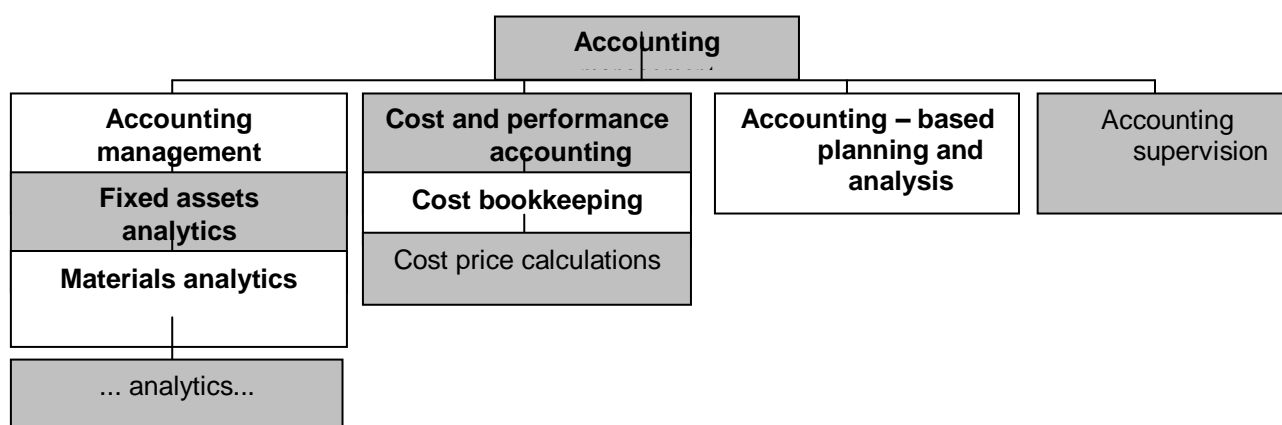 Accounting
Accounting
management
Fixed assets
analytics
Materials analytics
... analytics...
Cost and performance
accounting
Cost bookkeeping
Cost price calculations
Accounting – based
planning and
analysis
Accounting
supervision